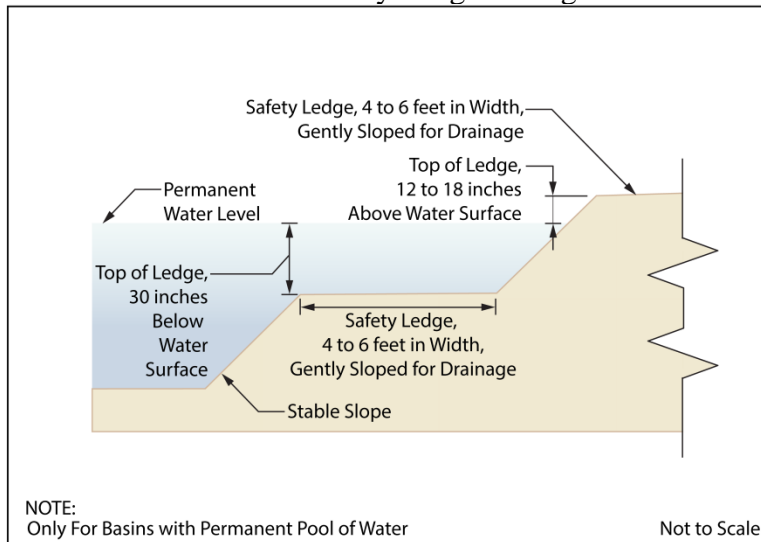 Safety Ledge, 4 to 6 feet in Width,
Gently Sloped for Drainage
Top of Ledge,
12 to 18 inches
Above Water Surface
Permanent
Water Level
Top of Ledge,
30 inches
Below
Water
Surface
Safety Ledge,
4 to 6 feet in Width,
Gently Sloped for Drainage
Stable Slope
NOTE:
Only For Basins with Permanent Pool of Water
Not to Scale